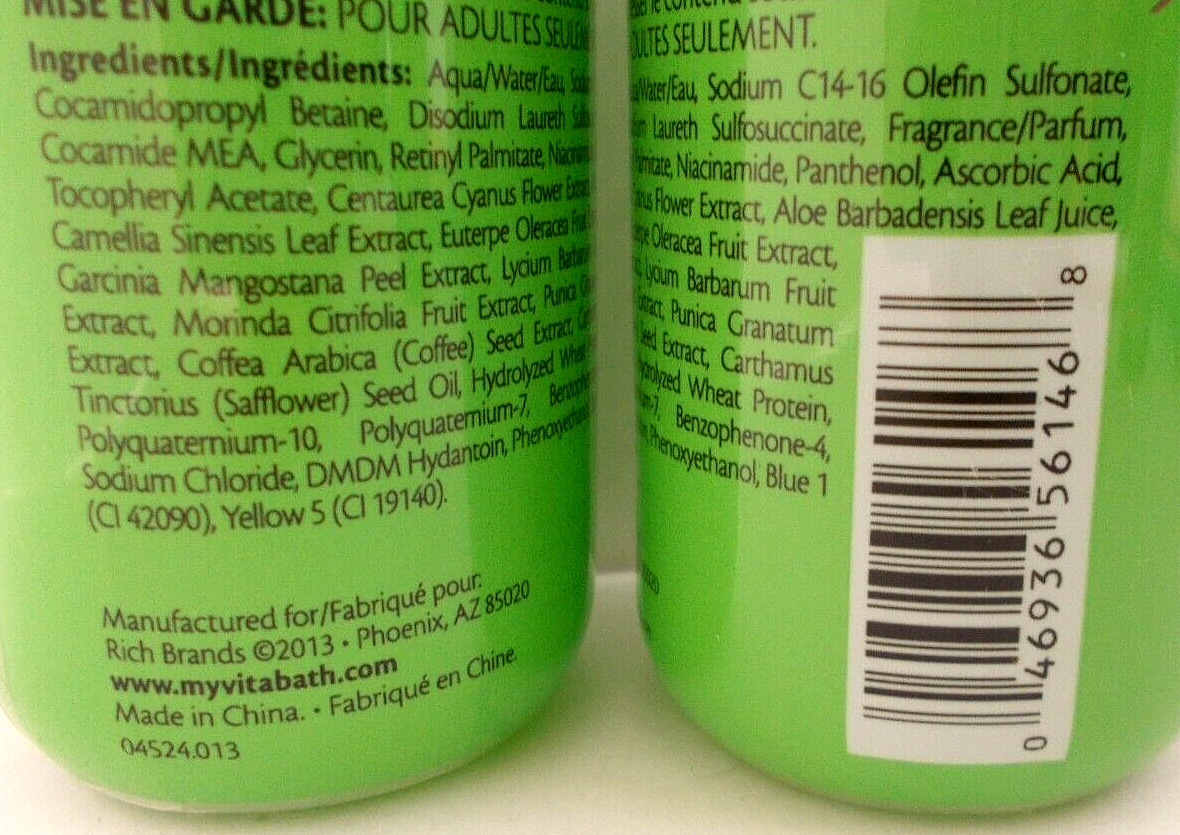 MISE EN GARDE: POUR ADULTES
Ingredients/Ingrédients: Aqua/Water/Eau,
Cocamidopropyl Betaine, Disodium Laureth
Cocamide MEA, Glycerin, Retinyl Palmitate,
Tocopheryl Acetate, Centaurea Cyanus Flower
Camellia Sinensis Leaf Extract, Euterpe Oleracea Fruit
Garcinia Mangostana Peel Extract, Lycium
Extract, Morinda Citrifolia Fruit Extract, Punica
Extract, Coffea Arabica (Coffee) Seed Extract,
Tinctorius (Safflower) Seed Oil, Hydrolyzed Wheat
Polyquaternium-10, Polyquaternium-7,
Sodium Chloride, DMDM Hydantoin,
(CI 42090), Yellow 5 (CI 19140).
Manufactured for/Fabriqué pour:
Rich Brands ©2013 • Phoenix, AZ 85020
www.myvitabath.com
Made in China. • Fabriqué en Chine.
04524.013
SEULEMENT.
Water/Eau, Sodium C14-16 Olefin Sulfonate,
Laureth Sulfosuccinate, Fragrance/Parfum,
Niacinamide, Panthenol, Ascorbic Acid,
Flower Extract, Aloe Barbadensis Leaf Juice,
Oleracea Fruit Extract,
Lycium Barbarum Fruit
Punica Granatum
Seed Extract, Carthamus
Wheat Protein,
Benzophenone-4,
Phenoxyethanol, Blue 1
0 46936 56146 8